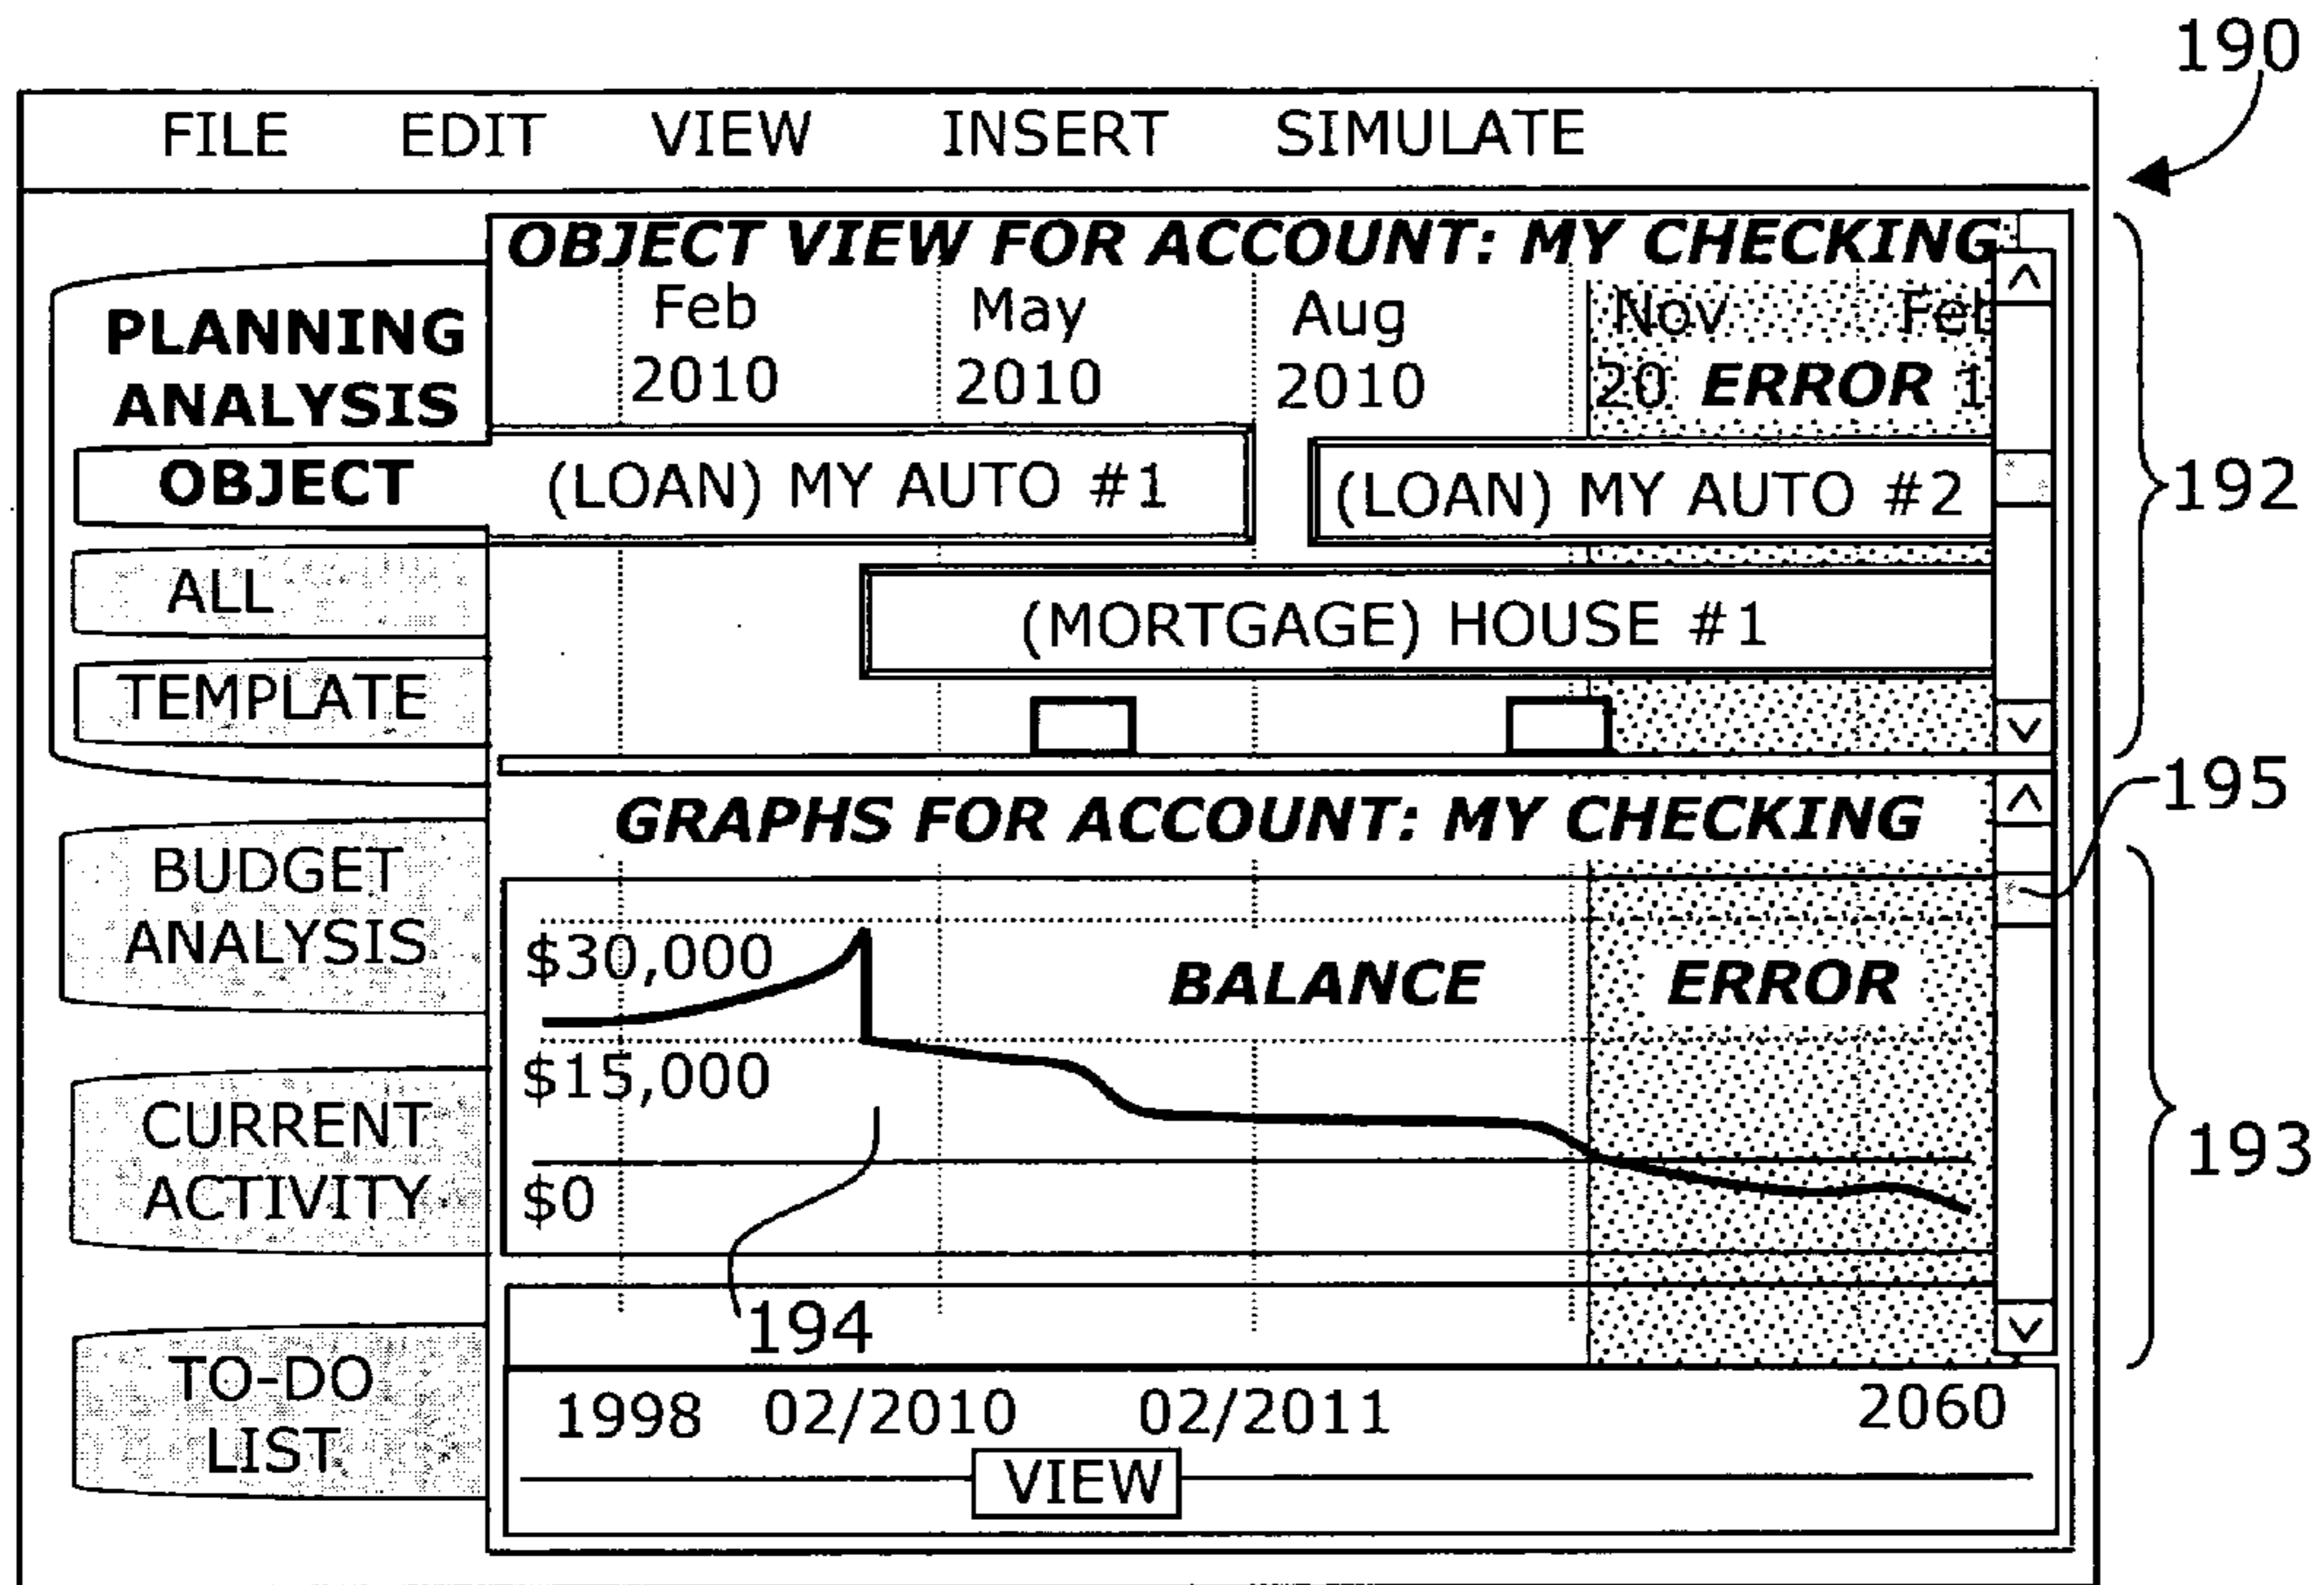 190
FILE EDIT VIEW INSERT SIMULATE
OBJECT VIEW FOR ACCOUNT: MY CHECKING
Feb May Aug Nov Feb
2010 2010 2010 20 ERROR 1
PLANNING
ANALYSIS
OBJECT
ALL
TEMPLATE
(LOAN) MY AUTO #1
(LOAN) MY AUTO #2
192
(MORTGAGE) HOUSE #1
195
GRAPHS FOR ACCOUNT: MY CHECKING
BUDGET
ANALYSIS
$30,000
BALANCE ERROR
$15,000
$0
193
194
CURRENT
ACTIVITY
TO-DO
LIST
1998 02/2010 02/2011 2060
VIEW